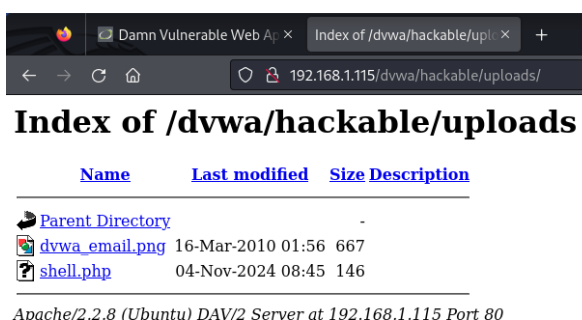 Damn Vulnerable Web Ap Index of /dvwa/hackable/uplo
192.168.1.115/dvwa/hackable/uploads/
Index of /dvwa/hackable/uploads
Name Last modified Size Description
Parent Directory -
dvwa_email.png 16-Mar-2010 01:56 667
shell.php 04-Nov-2024 08:45 146
Apache/2.2.8 (Ubuntu) DAV/2 Server at 192.168.1.115 Port 80